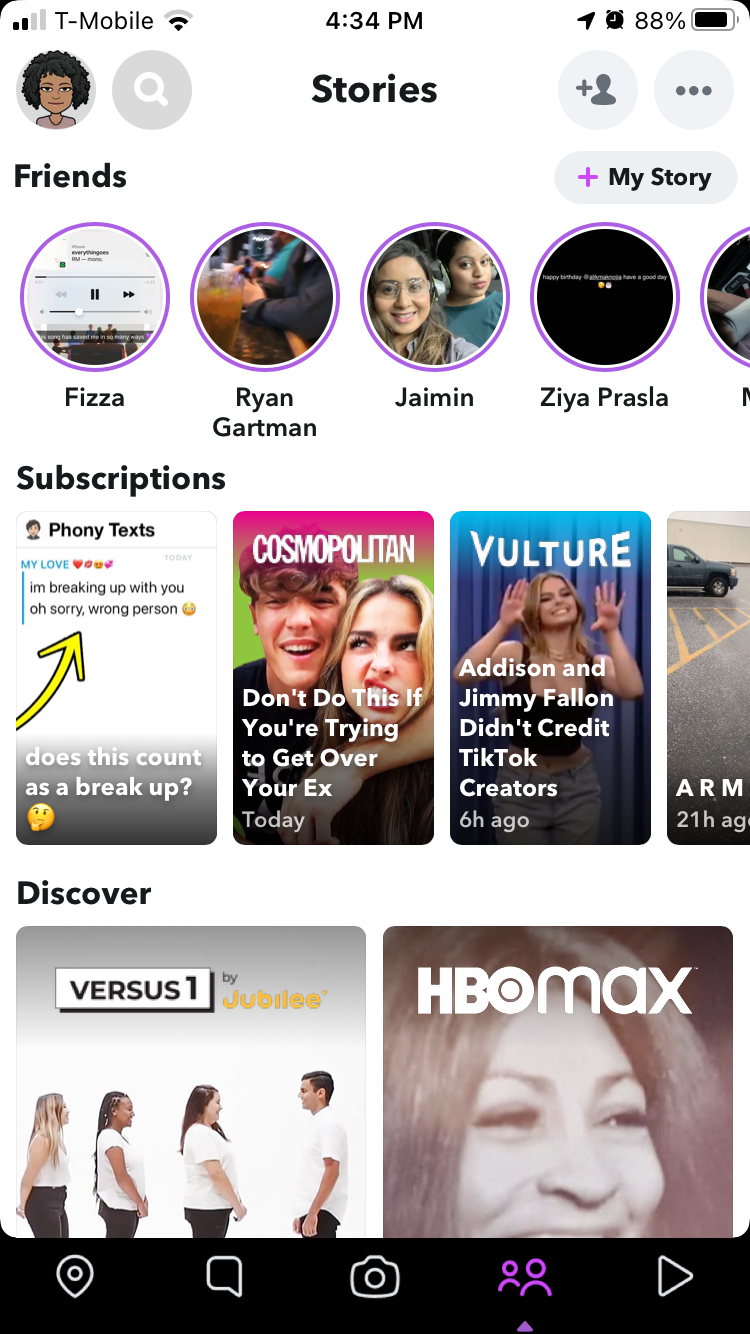 T-Mobile
4:34 PM
88%
Stories
Friends
+ My Story
iPhone
everythingoes
RM — mono.
song has saved me in so many ways
happy birthday @alikmaknojia have a good day
Fizza
Ryan
Gartman
Jaimin
Ziya Prasla
Subscriptions
Phony Texts
TODAY
MY LOVE ❤️💋😍💞
im breaking up with you
oh sorry, wrong person 😳
does this count
as a break up?
🤔
COSMOPOLITAN
Don't Do This If
You're Trying
to Get Over
Your Ex
Today
VULTURE
Addison and
Jimmy Fallon
Didn't Credit
TikTok
Creators
6h ago
A R M
21h ag
Discover
VERSUS 1
by
Jubilee
HBOMAX